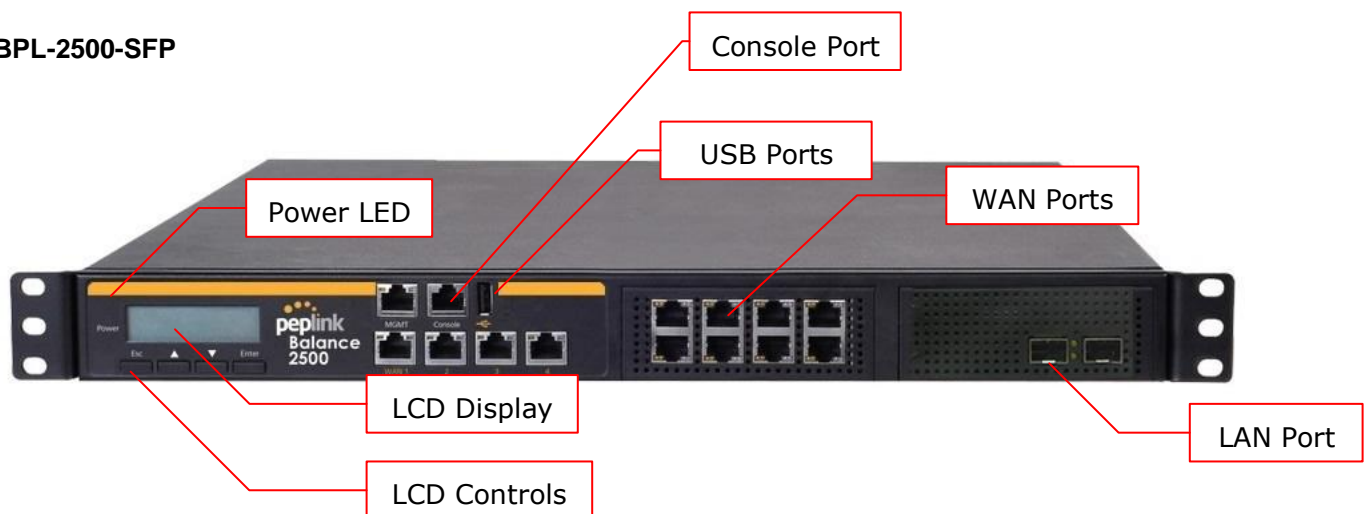 BPL-2500-SFP
Console Port
USB Ports
WAN Ports
Power LED
MGMT
Console
Power
peplink
Balance
2500
Esc
Enter
WAN 1
2
3
4
LCD Display
LAN Port
LCD Controls